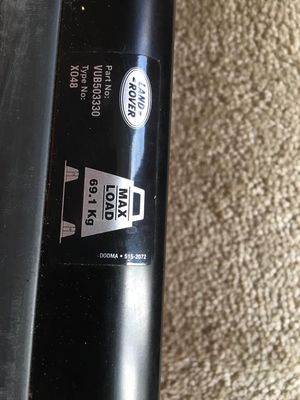 LAND-
-ROVER
Part No:
VUB503330
Type No:
X048
MAX
LOAD
69.1 Kg
DODMA • 515-2072